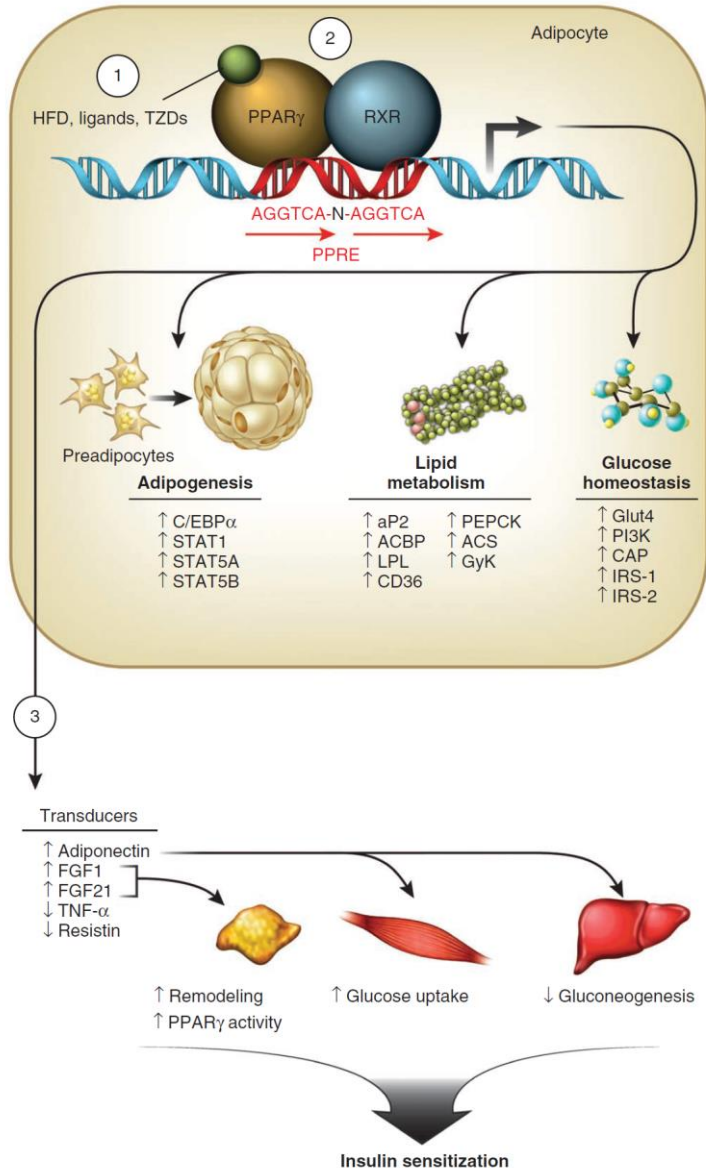 Adipocyte
1
2
HFD, ligands, TZDs
PPARγ
RXR
AGGTCA-N-AGGTCA
PPRE
Preadipocytes
Adipogenesis
↑ C/EBPα
↑ STAT1
↑ STAT5A
↑ STAT5B
Lipid
metabolism
↑ aP2
↑ ACBP
↑ LPL
↑ CD36
↑ PEPCK
↑ ACS
↑ GyK
Glucose
homeostasis
↑ Glut4
↑ PI3K
↑ CAP
↑ IRS-1
↑ IRS-2
3
Transducers
↑ Adiponectin
↑ FGF1
↑ FGF21
↓ TNF-α
↓ Resistin
↑ Remodeling
↑ PPARγ activity
↑ Glucose uptake
↓ Gluconeogenesis
Insulin sensitization